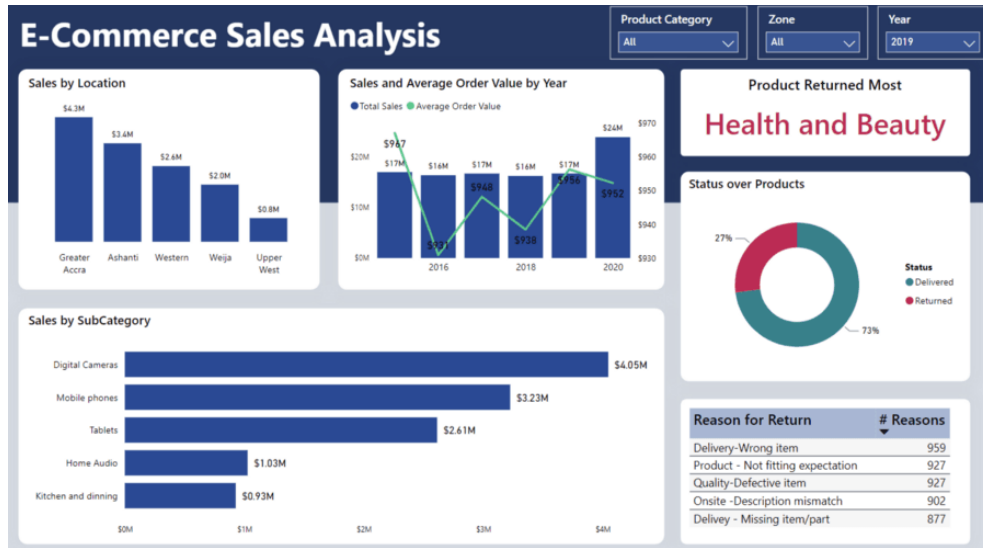 E-Commerce Sales Analysis
Product Category
All
Zone
All
Year
2019
Sales by Location
$4.3M
$3.4M
$2.6M
$2.0M
$0.8M
Greater Accra
Ashanti
Western
Weija
Upper West
Sales and Average Order Value by Year
Total Sales
Average Order Value
$20M
$10M
$0M
$967
$17M
$16M
$17M
$16M
$17M
$24M
$948
$938
$956
$952
2016
2018
2020
$970
$960
$950
$940
$930
Product Returned Most
Health and Beauty
Status over Products
27%
73%
Status
Delivered
Returned
Sales by SubCategory
Digital Cameras
$4.05M
Mobile phones
$3.23M
Tablets
$2.61M
Home Audio
$1.03M
Kitchen and dinning
$0.93M
$0M
$1M
$2M
$3M
$4M
Reason for Return # Reasons
Delivery-Wrong item 959
Product - Not fitting expectation 927
Quality-Defective item 927
Onsite -Description mismatch 902
Delivey - Missing item/part 877